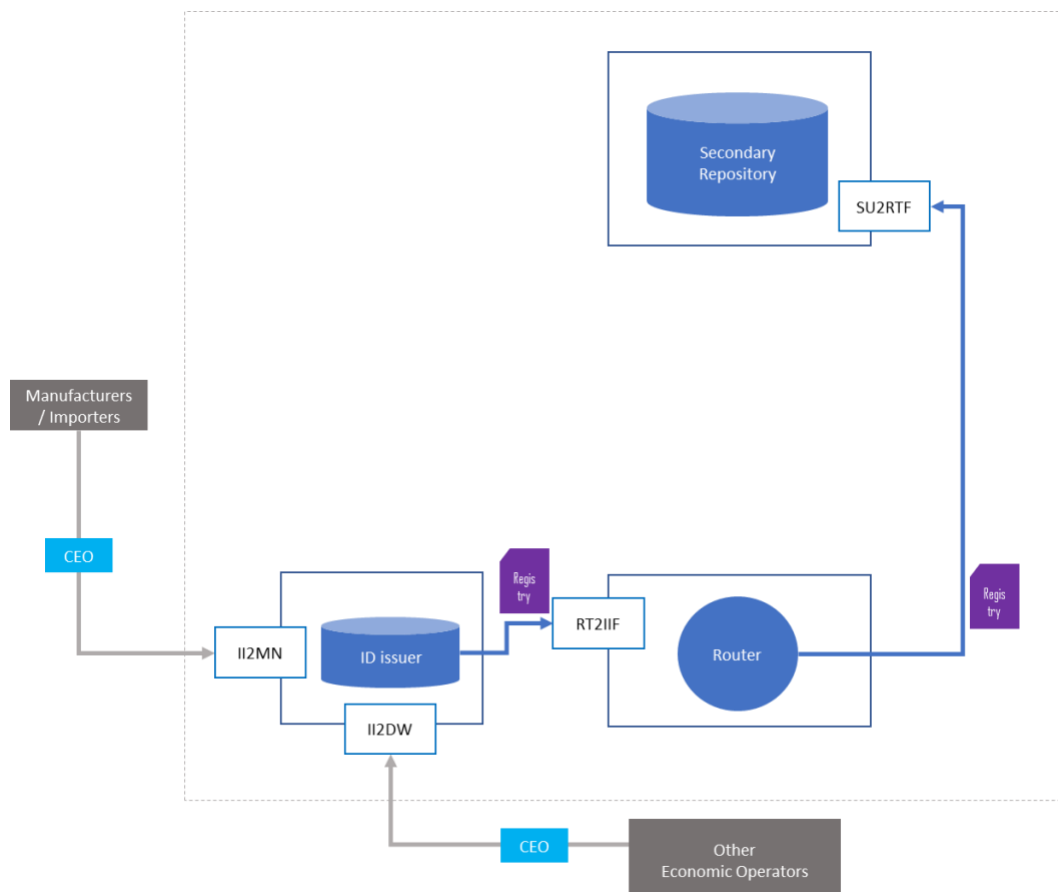 Secondary
Repository
SU2RTF
Manufacturers
/ Importers
CEO
Regis
try
Regis
try
RT2IIF
II2MN
ID issuer
Router
II2DW
CEO
Other
Economic Operators